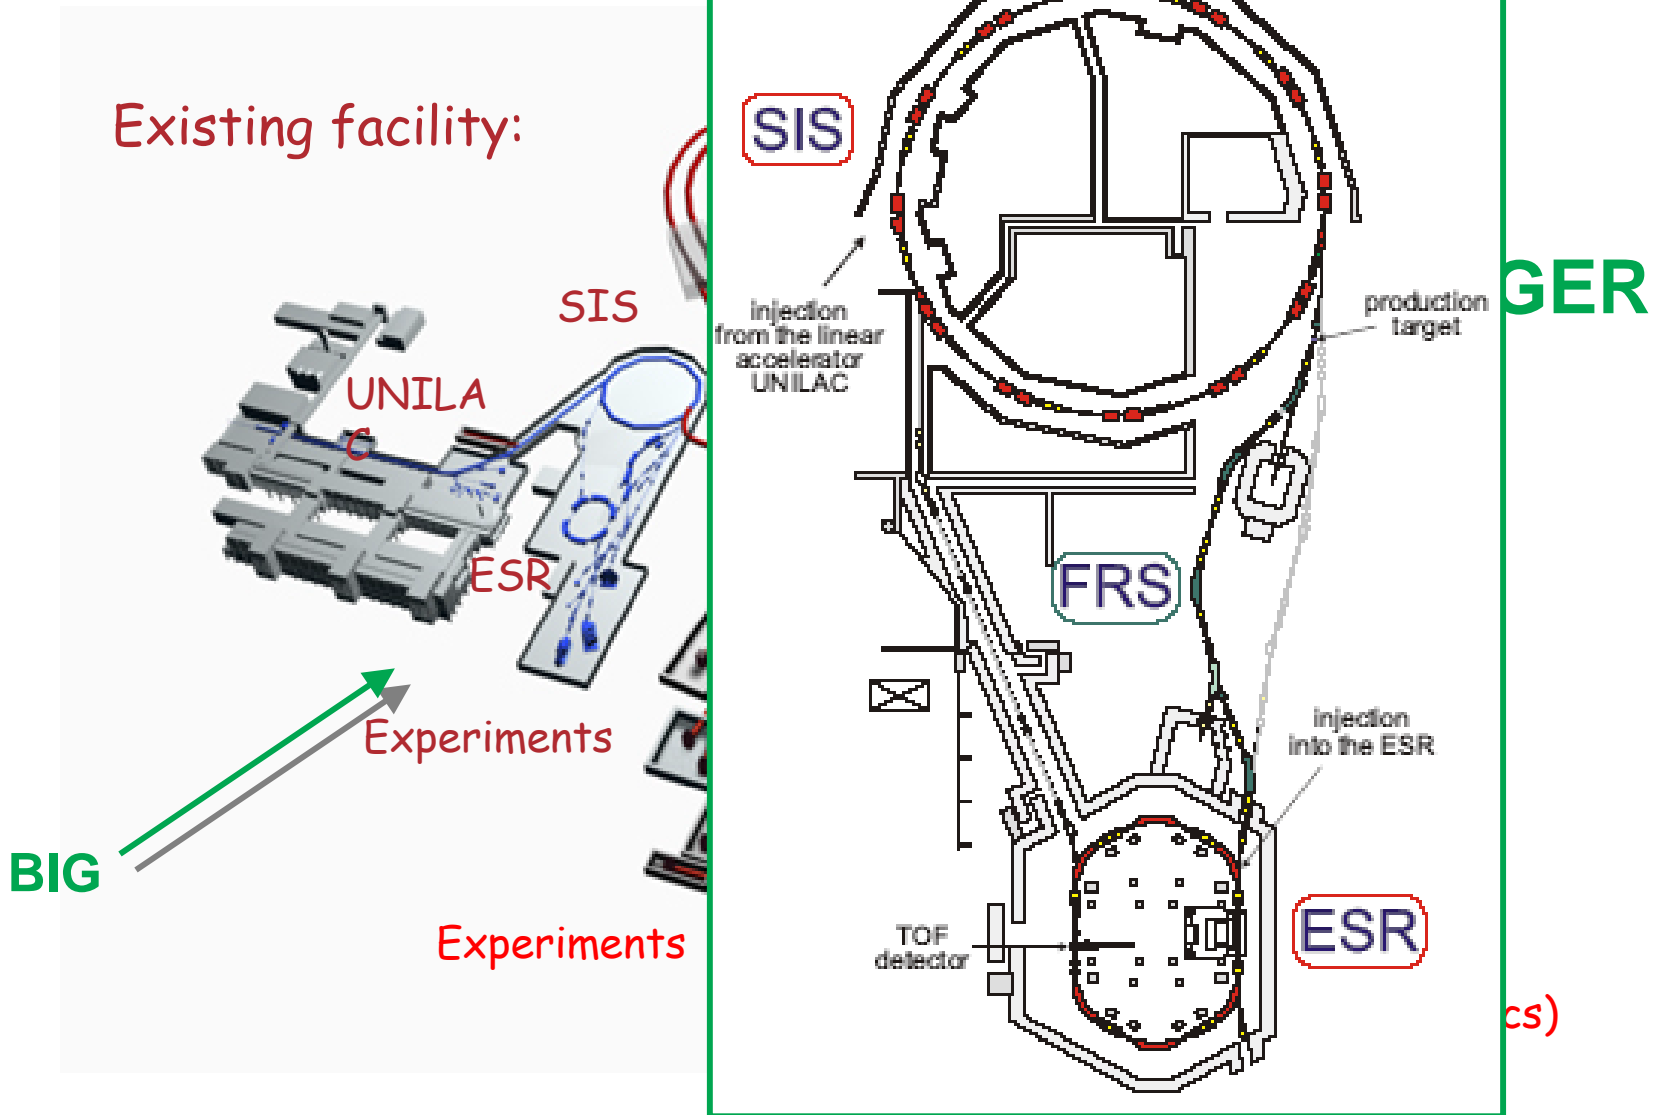 Existing facility:
SIS
UNILA
C
ESR
Experiments
BIG
Experiments
SIS
injection
from the linear
accelerator
UNILAC
production
target
GER
FRS
injection
into the ESR
TOF
detector
ESR
cs)